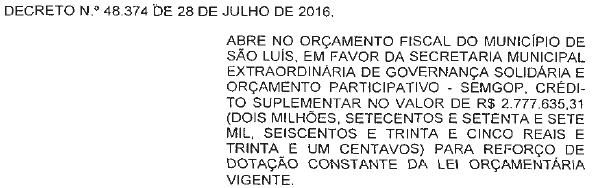 DECRETO N.º 48.374 DE 28 DE JULHO DE 2016.
ABRE NO ORÇAMENTO FISCAL DO MUNICÍPIO DE
SÃO LUÍS, EM FAVOR DA SECRETARIA MUNICIPAL
EXTRAORDINÁRIA DE GOVERNANÇA SOLIDÁRIA E
ORÇAMENTO PARTICIPATIVO - SEMGOP, CRÉDI-
TO SUPLEMENTAR NO VALOR DE R$ 2.777.635,31
(DOIS MILHÕES, SETECENTOS E SETENTA E SETE
MIL, SEISCENTOS E TRINTA E CINCO REAIS E
TRINTA E UM CENTAVOS) PARA REFORÇO DE
DOTAÇÃO CONSTANTE DA LEI ORÇAMENTÁRIA
VIGENTE.